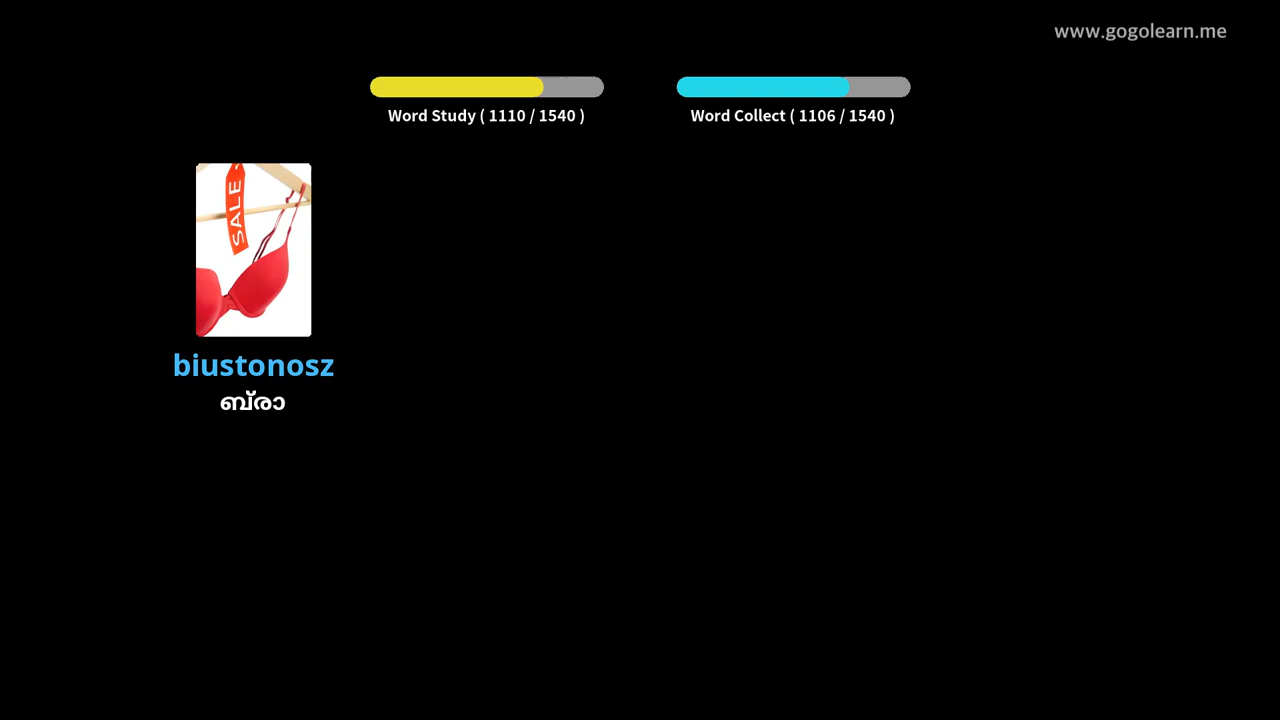 www.gogolearn.me
Word Study ( 1110 / 1540 )
Word Collect ( 1106 / 1540 )
SALE
biustonosz
ബ്രാ